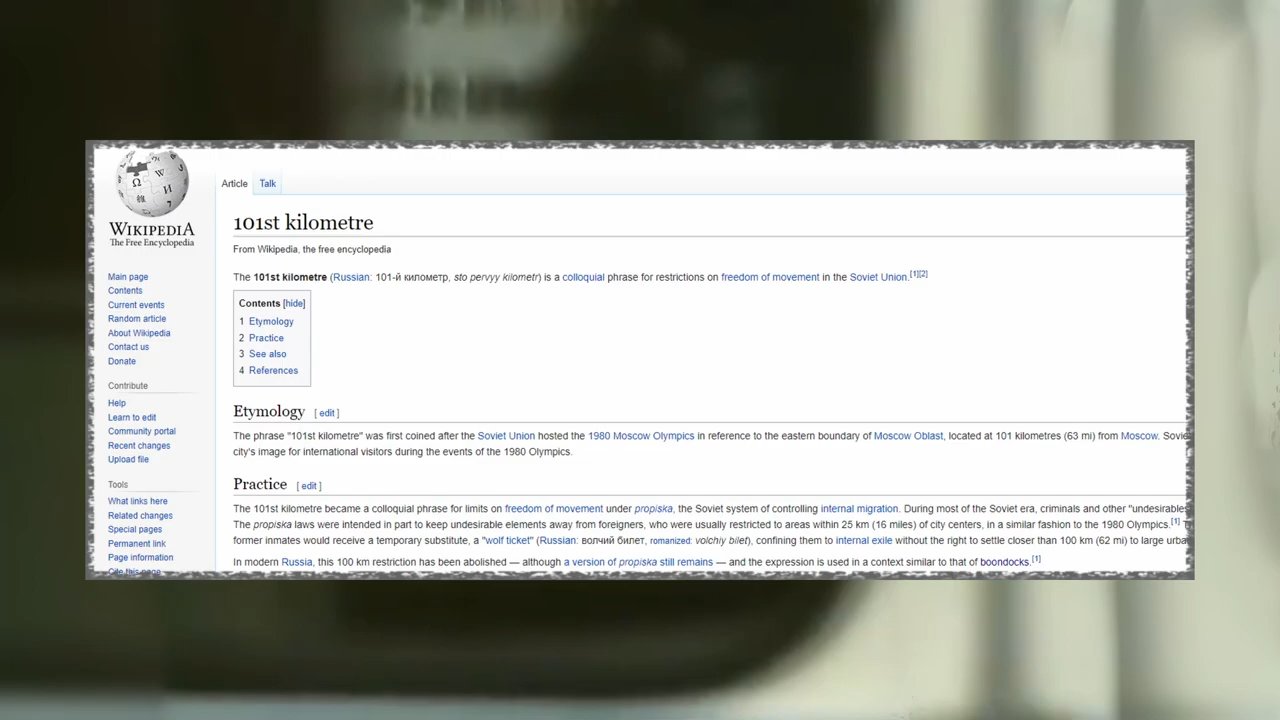 WIKIPEDIA
The Free Encyclopedia
Main page
Contents
Current events
Random article
About Wikipedia
Contact us
Donate
Contribute
Help
Learn to edit
Community portal
Recent changes
Upload file
Tools
What links here
Related changes
Special pages
Permanent link
Page information
Cite this page
Article Talk
101st kilometre
From Wikipedia, the free encyclopedia
The 101st kilometre (Russian: 101-й километр, sto pervyy kilometr) is a colloquial phrase for restrictions on freedom of movement in the Soviet Union.[1][2]
Contents [hide]
1 Etymology
2 Practice
3 See also
4 References
Etymology [ edit ]
The phrase "101st kilometre" was first coined after the Soviet Union hosted the 1980 Moscow Olympics in reference to the eastern boundary of Moscow Oblast, located at 101 kilometres (63 mi) from Moscow.
city's image for international visitors during the events of the 1980 Olympics.
Practice [ edit ]
The 101st kilometre became a colloquial phrase for limits on freedom of movement under propiska, the Soviet system of controlling internal migration. During most of the Soviet era, criminals and other "undesirables
The propiska laws were intended in part to keep undesirable elements away from foreigners, who were usually restricted to areas within 25 km (16 miles) of city centers, in a similar fashion to the 1980 Olympics.[1]
former inmates would receive a temporary substitute, a "wolf ticket" (Russian: волчий билет, romanized: volchiy bilet), confining them to internal exile without the right to settle closer than 100 km (62 mi) to large
In modern Russia, this 100 km restriction has been abolished — although a version of propiska still remains — and the expression is used in a context similar to that of boondocks.[1]